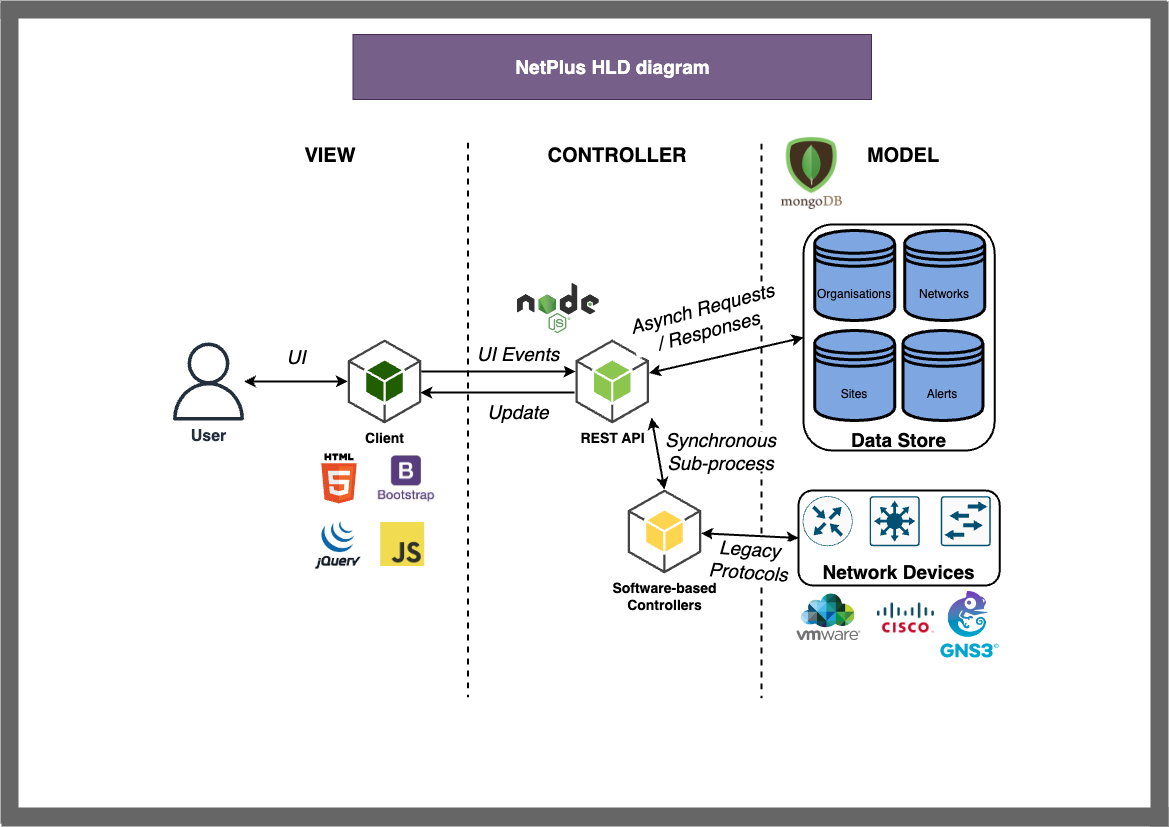 NetPlus HLD diagram
VIEW
CONTROLLER
MODEL
mongoDB
Organisations
Networks
node
JS
Asynch Requests
/ Responses
UI
UI Events
Update
Sites
Alerts
User
Client
REST API
Data Store
Synchronous
Sub-process
HTML
5
B
Bootstrap
jQuery
JS
Legacy
Protocols
Network Devices
Software-based
Controllers
vmware
CISCO
GNS3